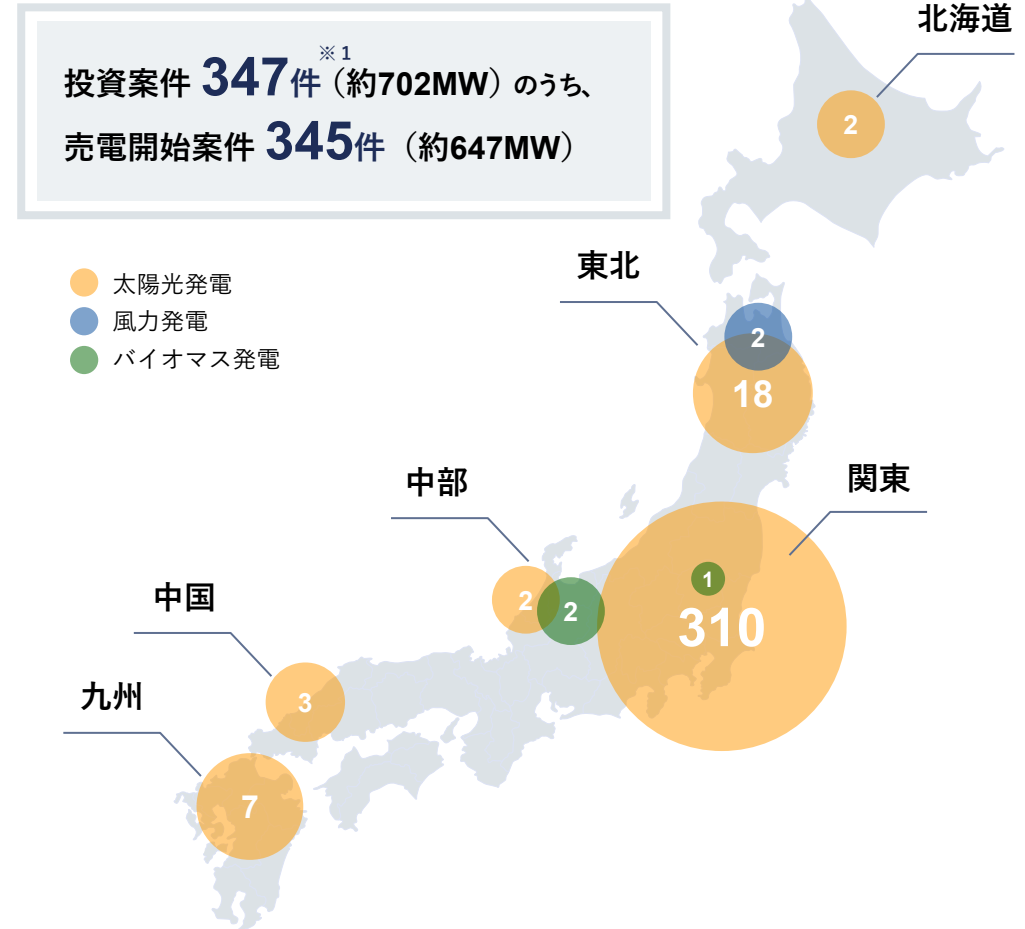 投資案件 347件※1（約702MW）のうち、
売電開始案件 345件（約647MW）
太陽光発電
風力発電
バイオマス発電
北海道
2
東北
2
18
中部
2
2
関東
1
310
中国
3
九州
7